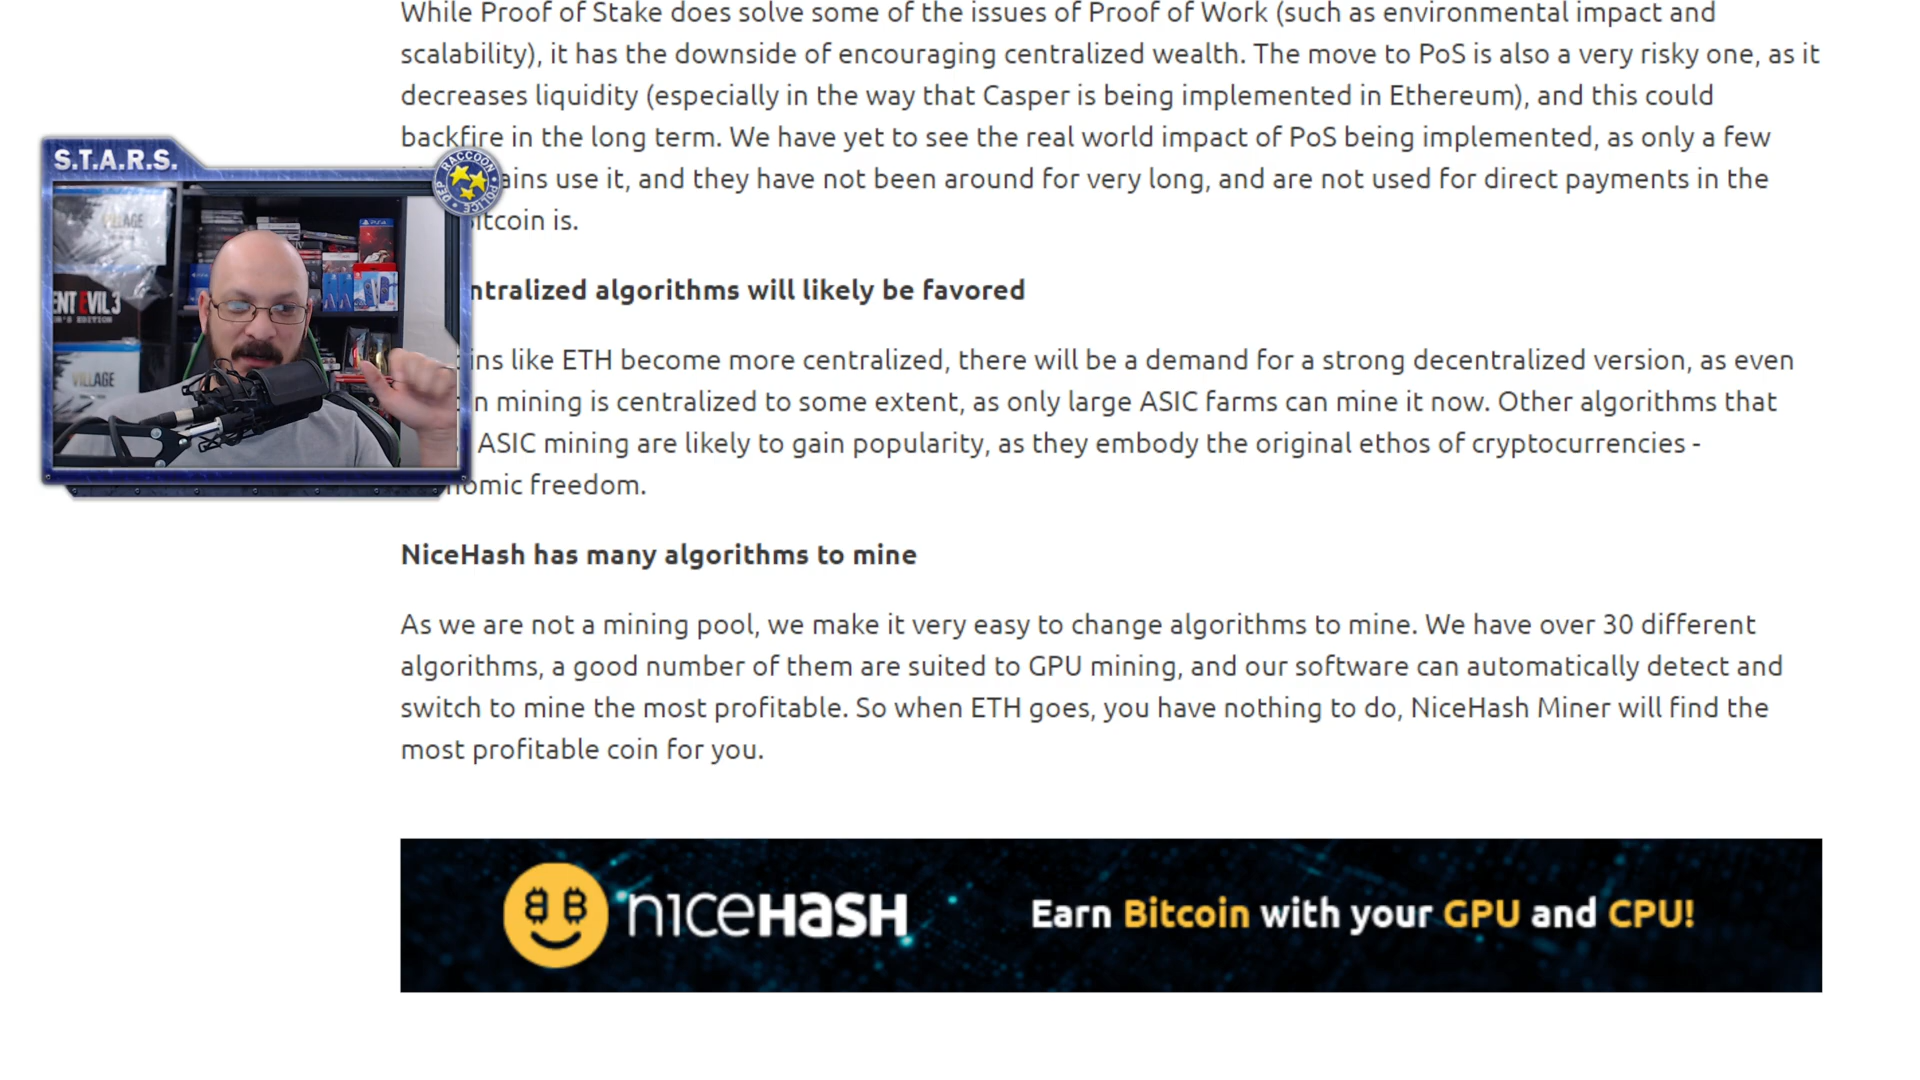 While Proof of Stake does solve some of the issues of Proof of Work (such as environmental impact and
scalability), it has the downside of encouraging centralized wealth. The move to PoS is also a very risky one, as it
decreases liquidity (especially in the way that Casper is being implemented in Ethereum), and this could
backfire in the long term. We have yet to see the real world impact of PoS being implemented, as only a few
ains use it, and they have not been around for very long, and are not used for direct payments in the
itcoin is.
ntralized algorithms will likely be favored
ins like ETH become more centralized, there will be a demand for a strong decentralized version, as even
n mining is centralized to some extent, as only large ASIC farms can mine it now. Other algorithms that
ASIC mining are likely to gain popularity, as they embody the original ethos of cryptocurrencies -
nomic freedom.
NiceHash has many algorithms to mine
As we are not a mining pool, we make it very easy to change algorithms to mine. We have over 30 different
algorithms, a good number of them are suited to GPU mining, and our software can automatically detect and
switch to mine the most profitable. So when ETH goes, you have nothing to do, NiceHash Miner will find the
most profitable coin for you.
niceHaSH
Earn Bitcoin with your GPU and CPU!
S.T.A.R.S.
RACCOON
POLICE
DEP
LLAGE
ENT EVIL 3
VILLAGE
PS4